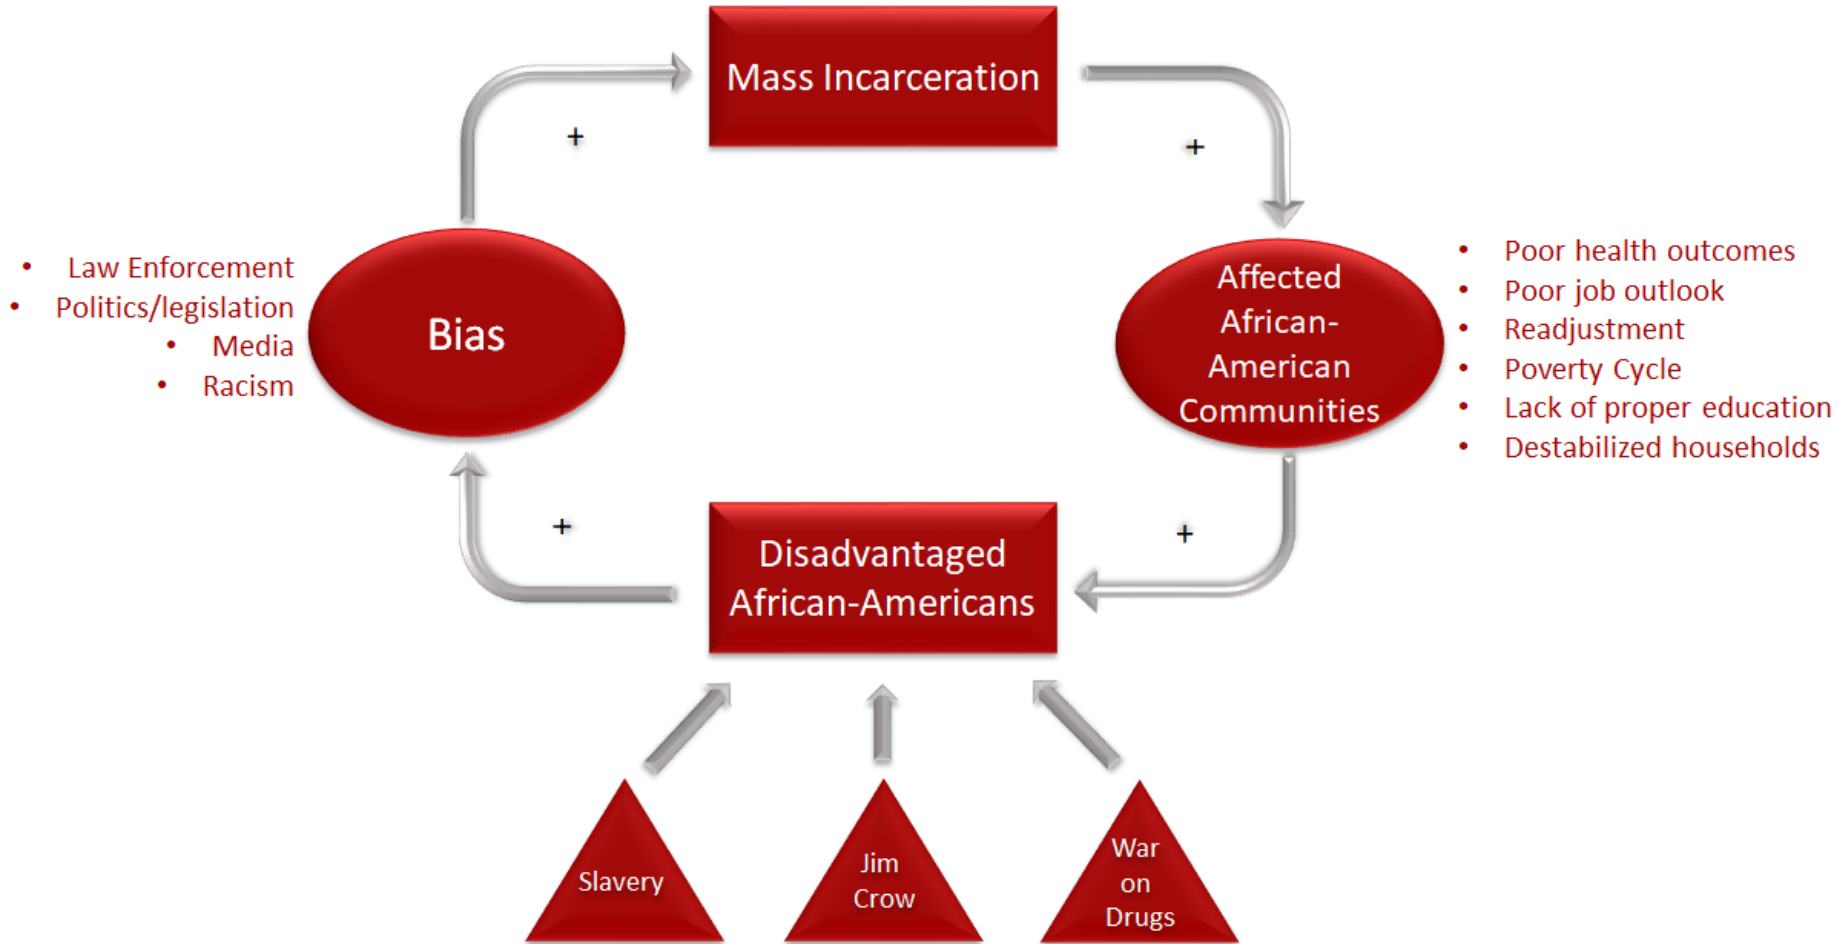 Mass Incarceration
+
+
• Law Enforcement
• Politics/legislation
• Media
• Racism
Bias
Affected
African-
American
Communities
• Poor health outcomes
• Poor job outlook
• Readjustment
• Poverty Cycle
• Lack of proper education
• Destabilized households
+
+
Disadvantaged
African-Americans
Slavery
Jim
Crow
War
on
Drugs